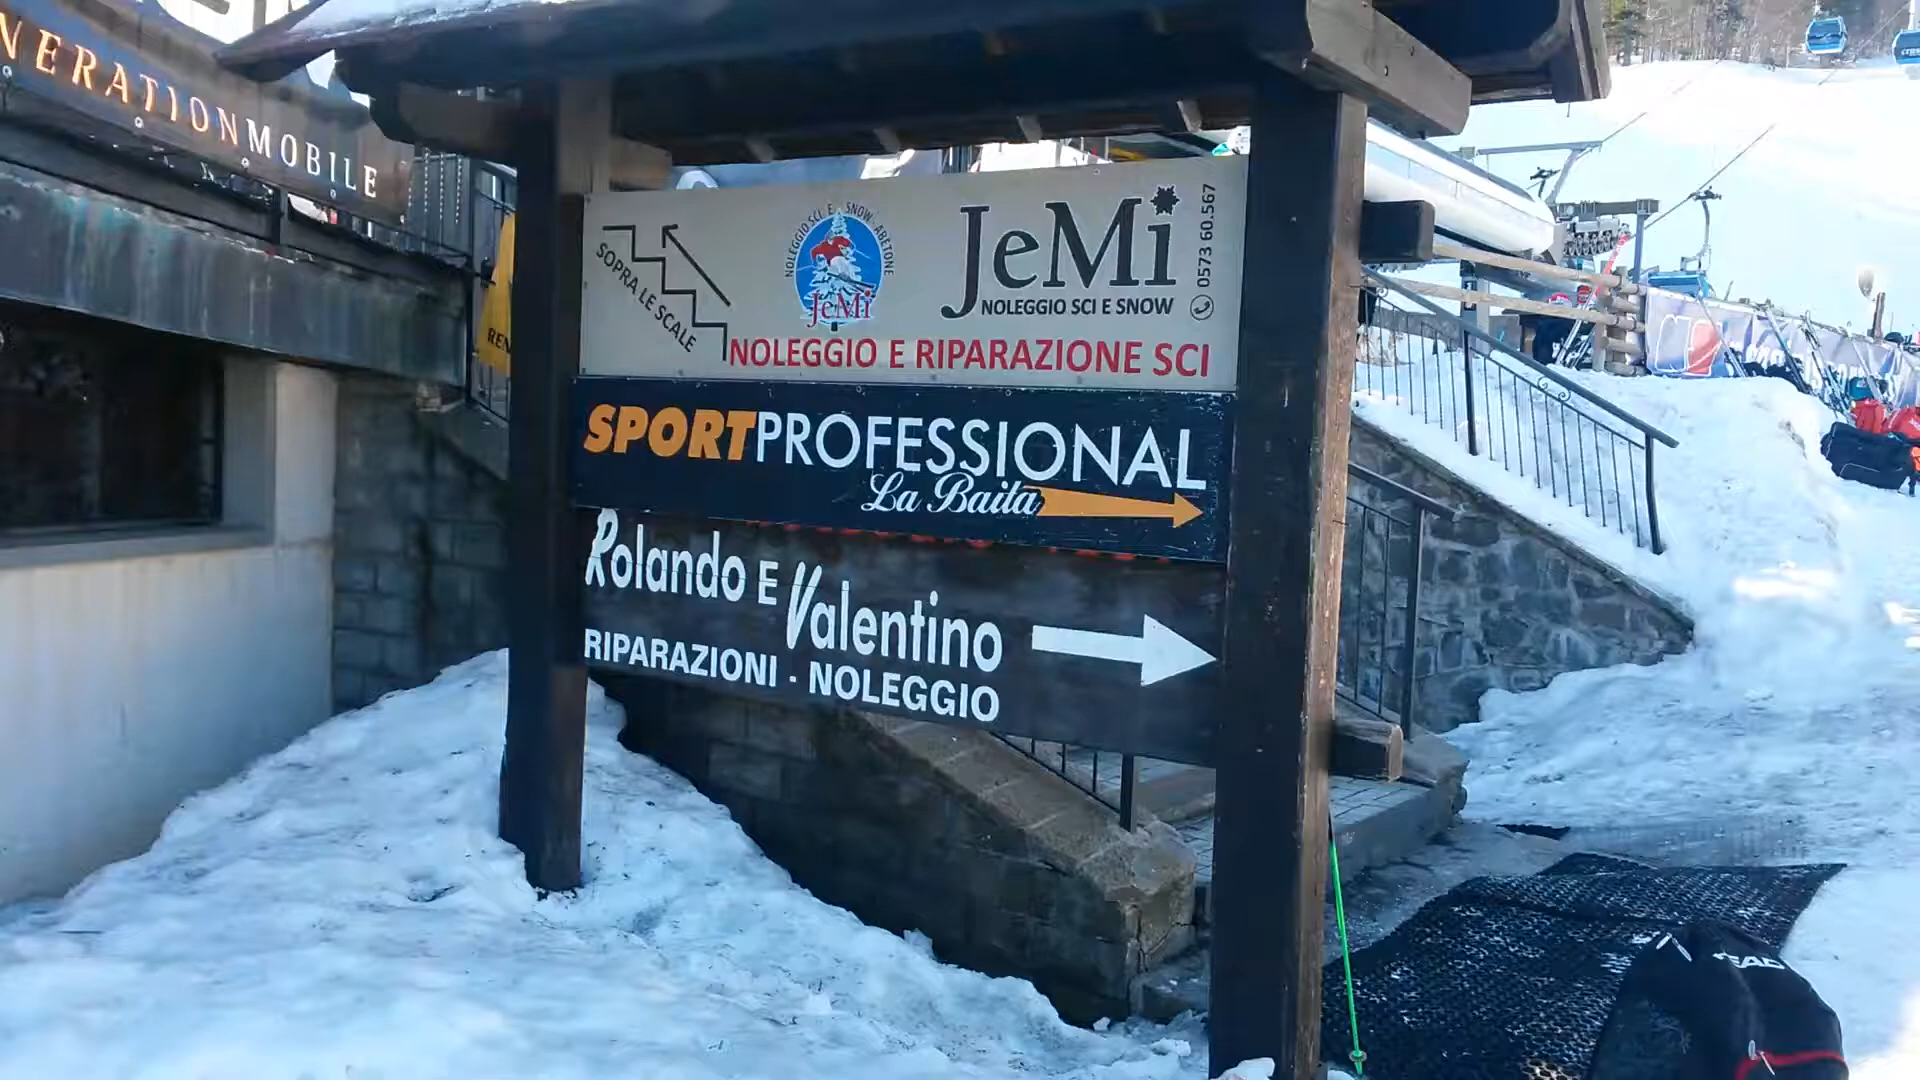 NERATIONMOBILE
SOPRA LE SCALE
NOLEGGIO SCI E SNOW - ABETONE
JeMi
JeMi
NOLEGGIO SCI E SNOW
0573 60.567
NOLEGGIO E RIPARAZIONE SCI
SPORTPROFESSIONAL
La Baita
Rolando E Valentino
RIPARAZIONI - NOLEGGIO
REN
HEAD